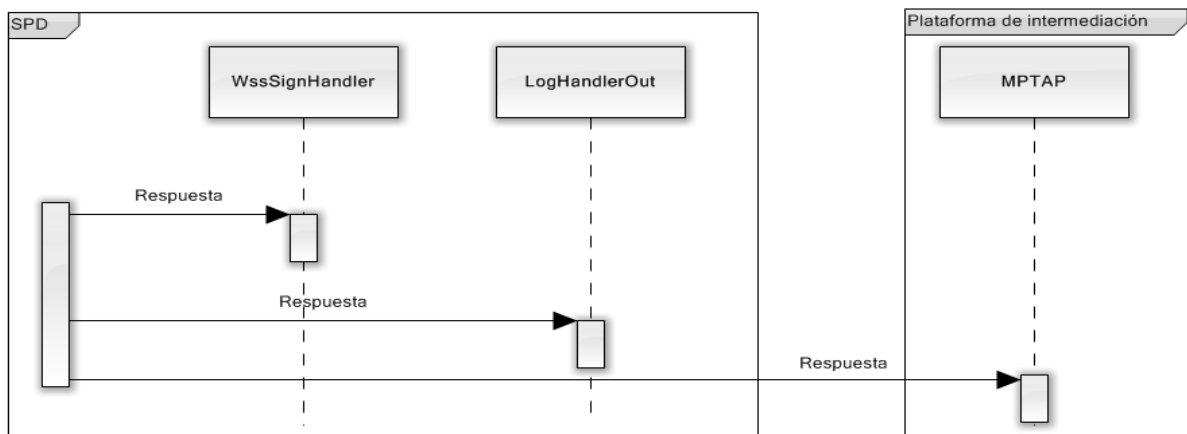 SPD
Plataforma de intermediación
WssSignHandler
LogHandlerOut
MPTAP
Respuesta
Respuesta
Respuesta